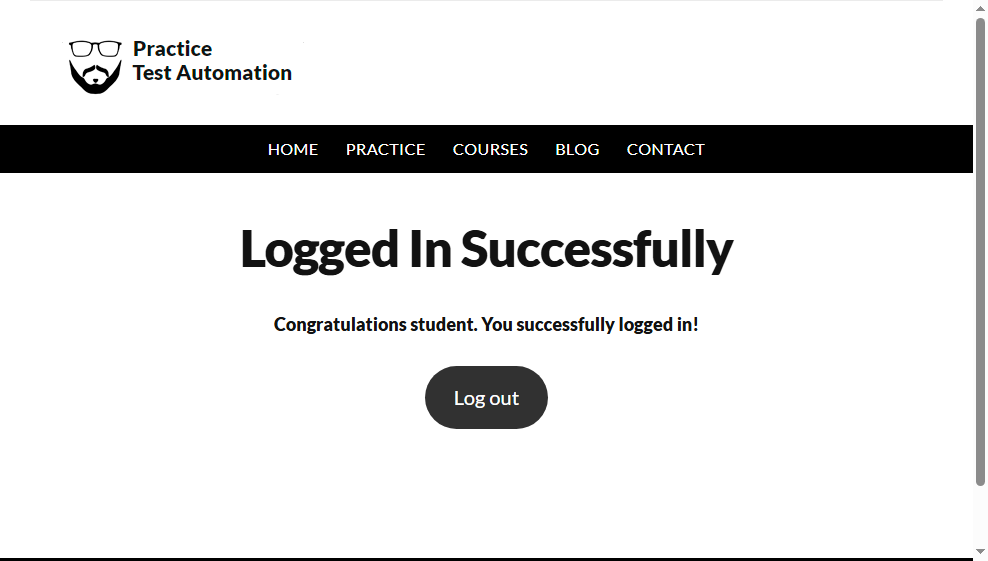 Practice
Test Automation
HOME PRACTICE COURSES BLOG CONTACT
Logged In Successfully
Congratulations student. You successfully logged in!
Log out